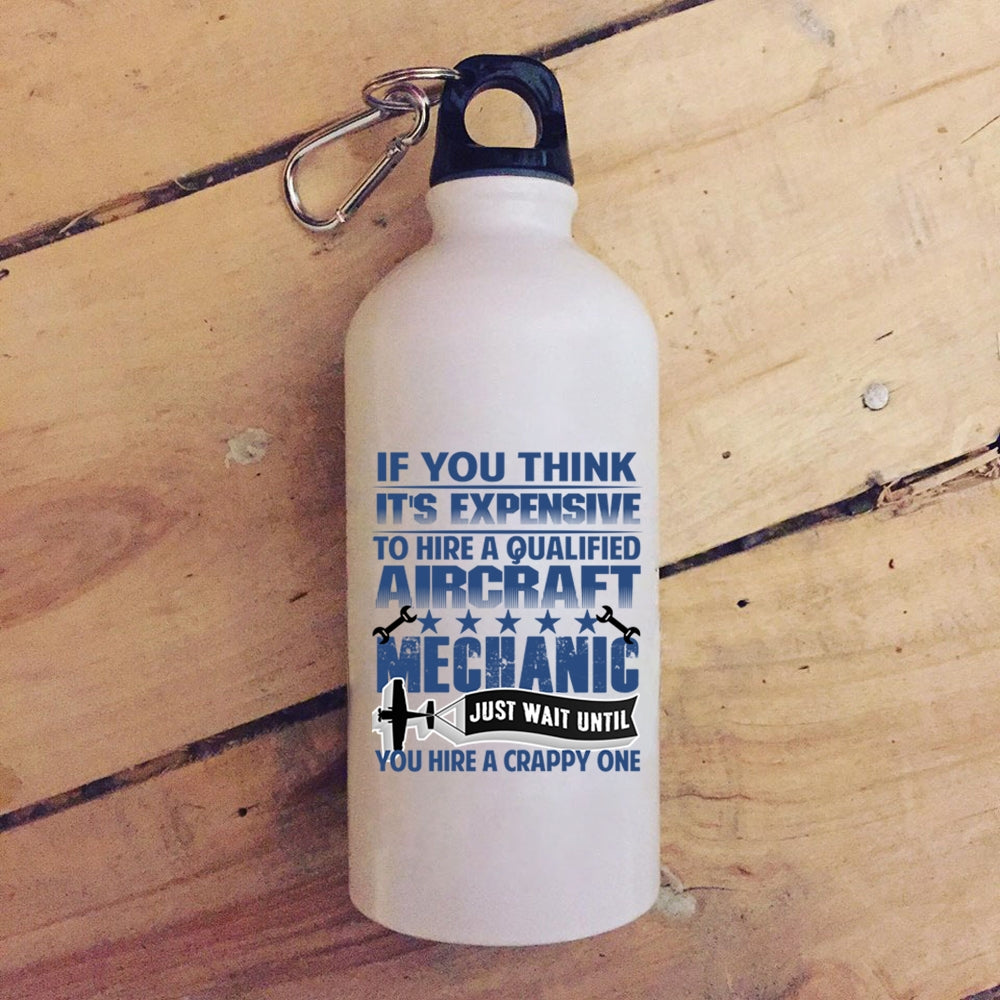 IF YOU THINK
IT'S EXPENSIVE
TO HIRE A QUALIFIED
AIRCRAFT
MECHANIC
JUST WAIT UNTIL
YOU HIRE A CRAPPY ONE